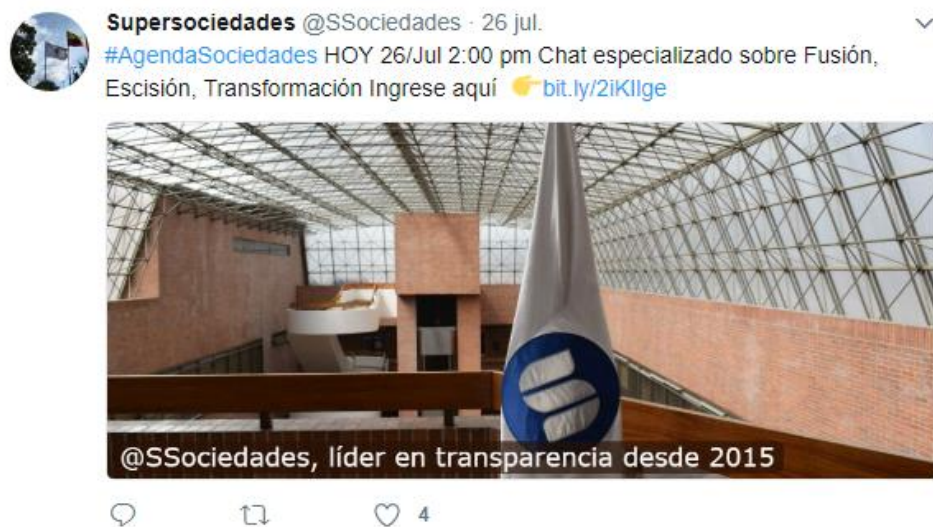 Supersociedades @SSociedades · 26 jul.
#AgendaSociedades HOY 26/Jul 2:00 pm Chat especializado sobre Fusión,
Escisión, Transformación Ingrese aquí 👉bit.ly/2iKIlge
@SSociedades, líder en transparencia desde 2015
4